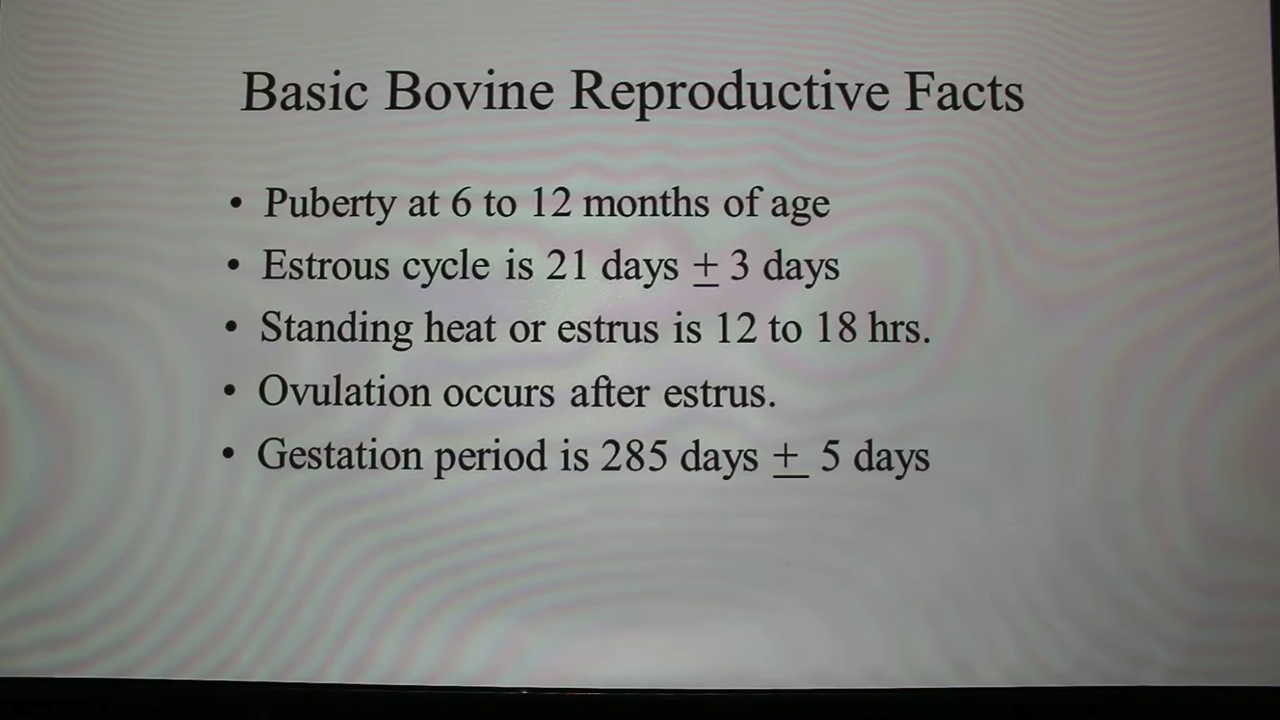 Basic Bovine Reproductive Facts
• Puberty at 6 to 12 months of age
• Estrous cycle is 21 days ± 3 days
• Standing heat or estrus is 12 to 18 hrs.
• Ovulation occurs after estrus.
• Gestation period is 285 days ± 5 days